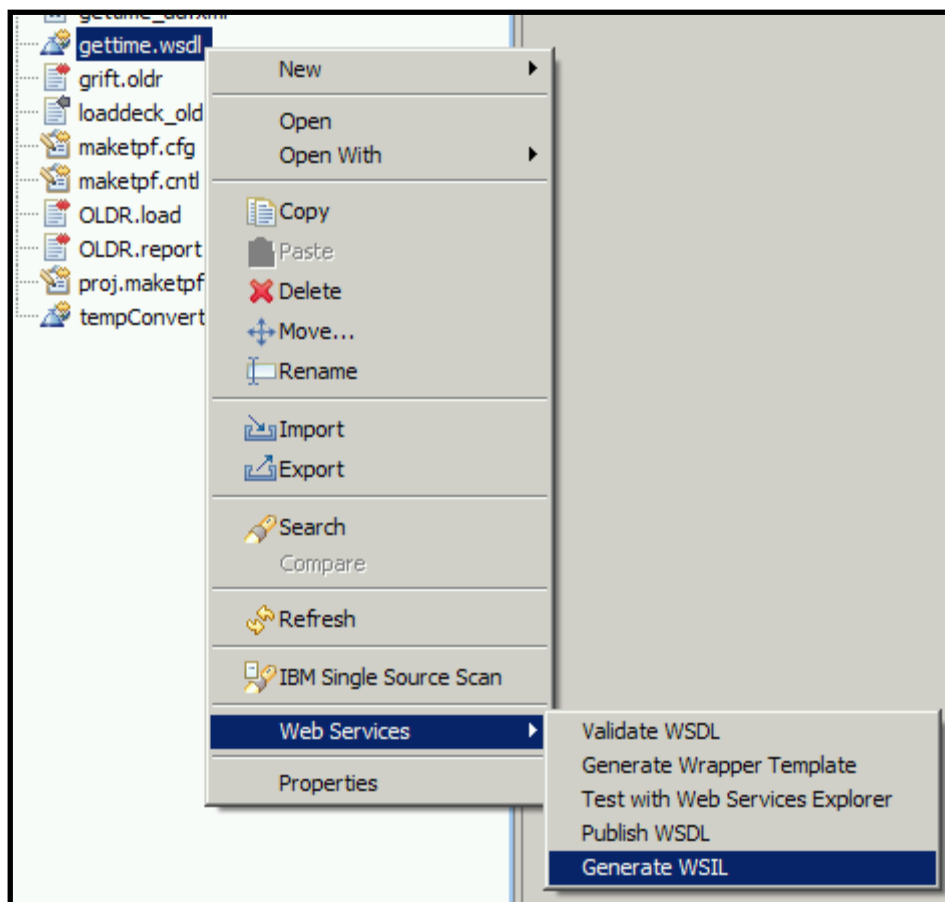 gettime.wsdl
grift.oldr
loaddeck_old
maketpf.cfg
maketpf.cntl
OLDR.load
OLDR.report
proj.maketpf
tempConvert
New
Open
Open With
Copy
Paste
Delete
Move...
Rename
Import
Export
Search
Compare
Refresh
IBM Single Source Scan
Web Services
Properties
Validate WSDL
Generate Wrapper Template
Test with Web Services Explorer
Publish WSDL
Generate WSIL